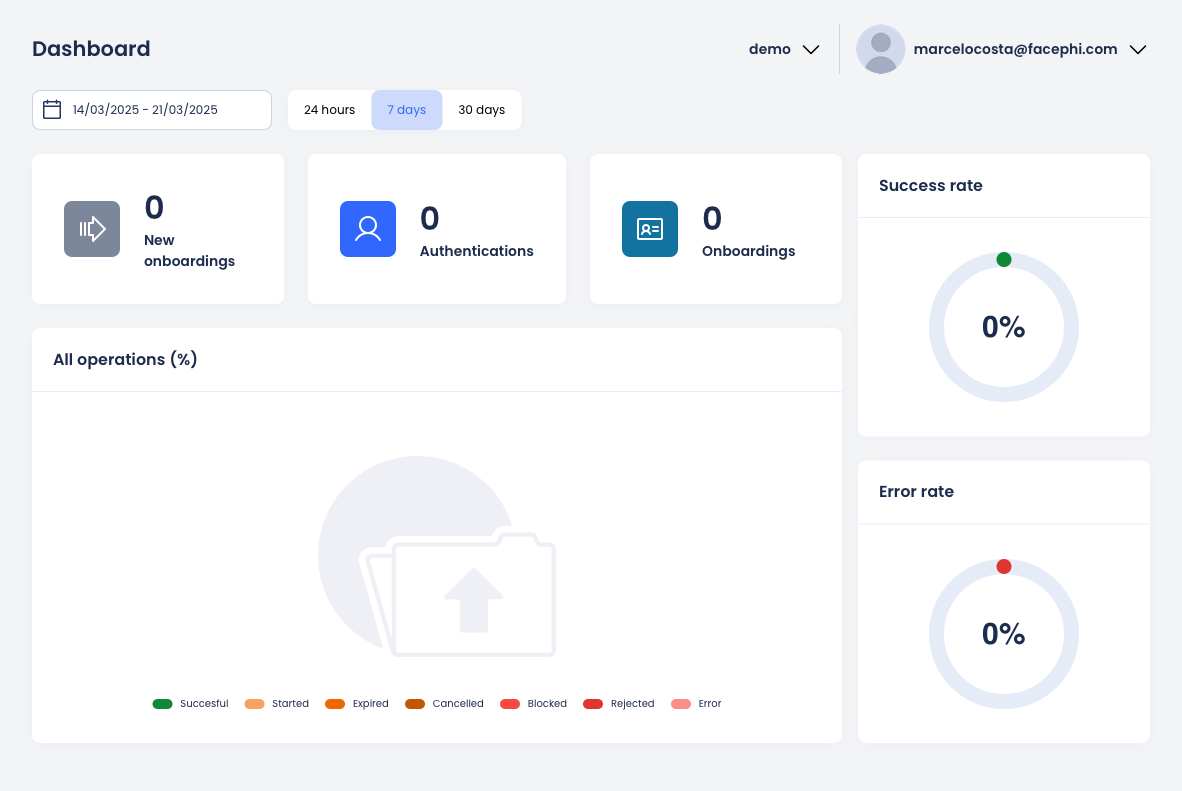 Dashboard
demo
marcelocosta@facephi.com
14/03/2025 - 21/03/2025
24 hours
7 days
30 days
0
New
onboardings
0
Authentications
0
Onboardings
Success rate
0%
All operations (%)
Succesful
Started
Expired
Cancelled
Blocked
Rejected
Error
Error rate
0%